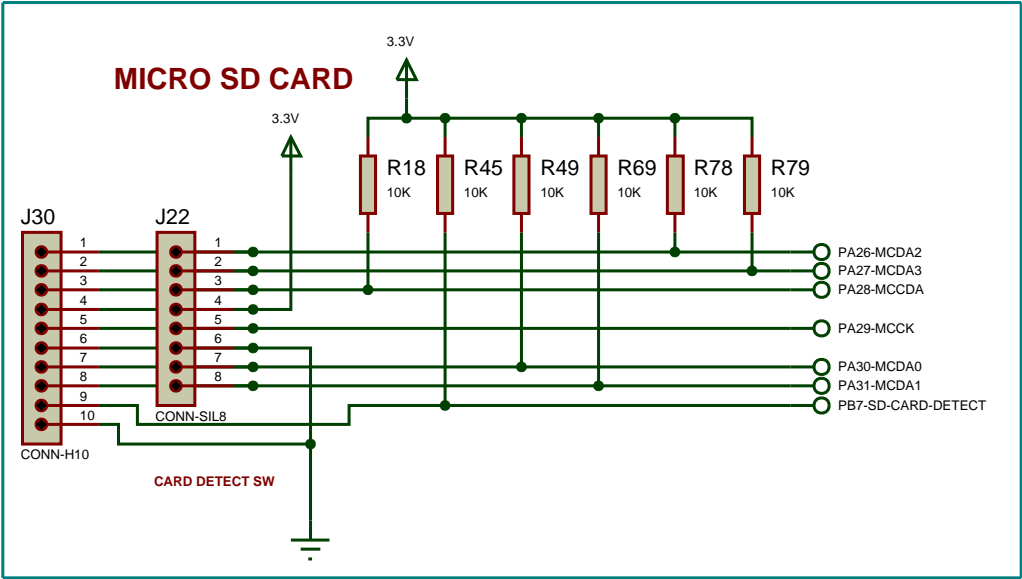 3.3V
MICRO SD CARD
3.3V
R18
10K
R45
10K
R49
10K
R69
10K
R78
10K
R79
10K
J30
J22
1
2
3
4
5
6
7
8
9
10
1
2
3
4
5
6
7
8
PA26-MCDA2
PA27-MCDA3
PA28-MCCDA
PA29-MCCK
PA30-MCDA0
PA31-MCDA1
PB7-SD-CARD-DETECT
CONN-SIL8
CONN-H10
CARD DETECT SW